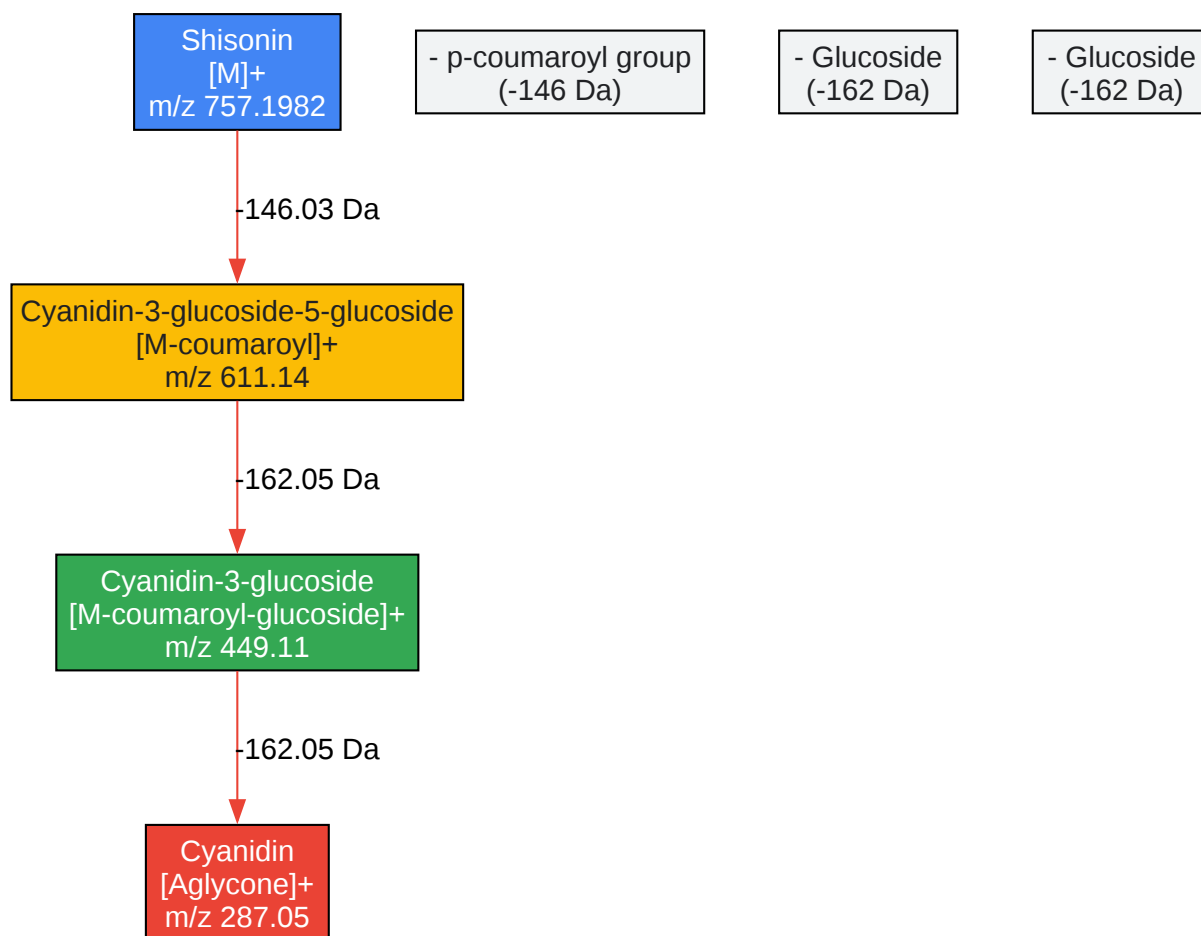 Shisonin
[M]+
m/z 757.1982
- p-coumaroyl group
(-146 Da)
- Glucoside
(-162 Da)
- Glucoside
(-162 Da)
-146.03 Da
Cyanidin-3-glucoside-5-glucoside
[M-coumaroyl]+
m/z 611.14
-162.05 Da
Cyanidin-3-glucoside
[M-coumaroyl-glucoside]+
m/z 449.11
-162.05 Da
Cyanidin
[Aglycone]+
m/z 287.05